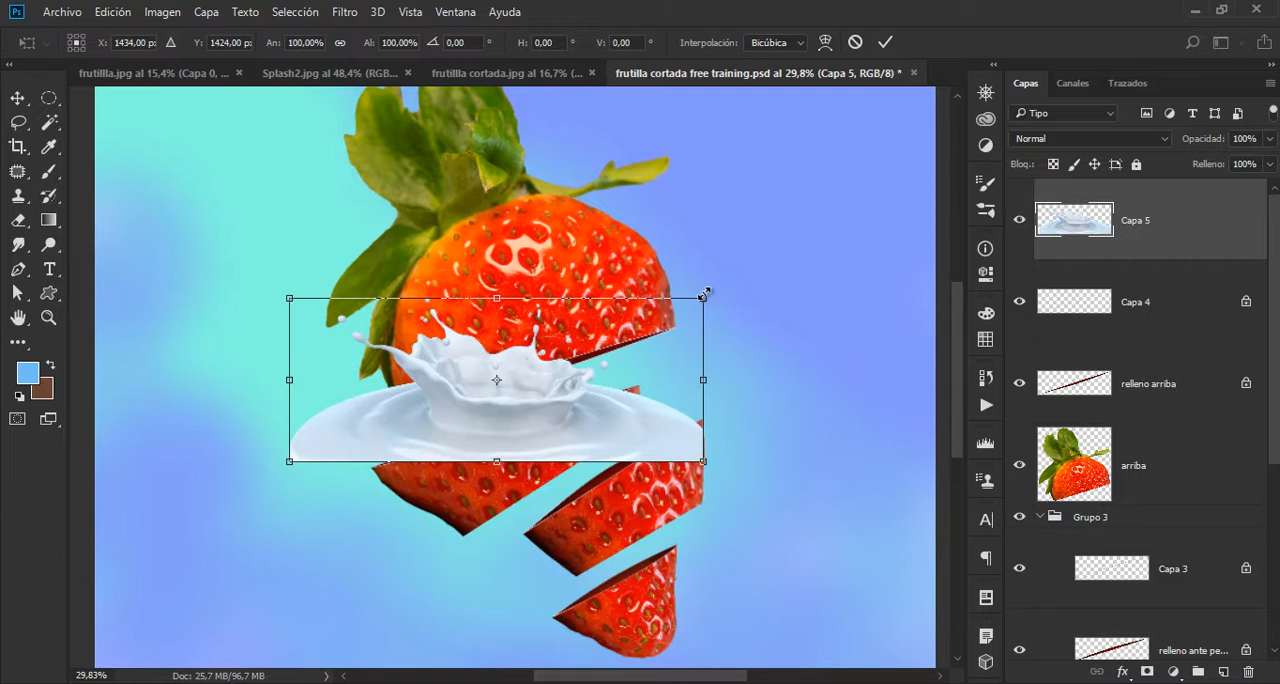 Ps Archivo Edición Imagen Capa Texto Selección Filtro 3D Vista Ventana Ayuda
X: 1434,00 px Y: 1424,00 px An: 100,00% Al: 100,00% 0,00 ° H: 0,00 ° V: 0,00 ° Interpolación: Bicúbica
frutillla.jpg al 15,4% (Capa 0, ... × Splash2.jpg al 48,4% (RGB... × frutillla cortada.jpg al 16,7% (... × frutilla cortada free training.psd al 29,8% (Capa 5, RGB/8) * ×
Capas Canales Trazados
Tipo
Normal Opacidad: 100%
Bloq.: Relleno: 100%
Capa 5
Capa 4
relleno arriba
arriba
Grupo 3
Capa 3
relleno ante pe...
29,83% Doc: 25,7 MB/96,7 MB
fx